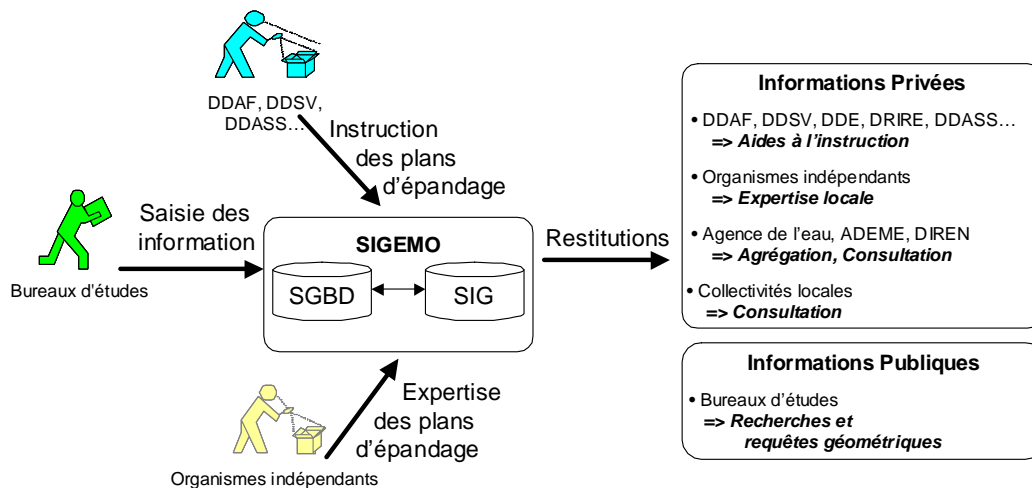 DDAF, DDSV,
DDASS…
Instruction
des plans
d'épandage
Saisie des
information
Bureaux d'études
SIGEMO
SGBD
SIG
Restitutions
Expertise
des plans
d'épandage
Organismes indépendants
Informations Privées
• DDAF, DDSV, DDE, DRIRE, DDASS…
=> Aides à l'instruction
• Organismes indépendants
=> Expertise locale
• Agence de l'eau, ADEME, DIREN
=> Agrégation, Consultation
• Collectivités locales
=> Consultation
Informations Publiques
• Bureaux d'études
=> Recherches et
requêtes géométriques